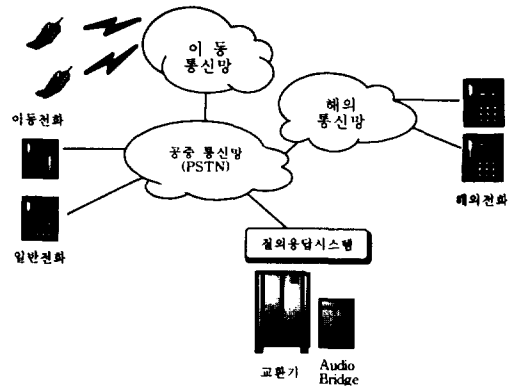 이 동
통신망
해외
통신망
이동전화
공중 통신망
(PSTN)
해외전화
일반전화
질의응답시스템
교환기
Audio
Bridge